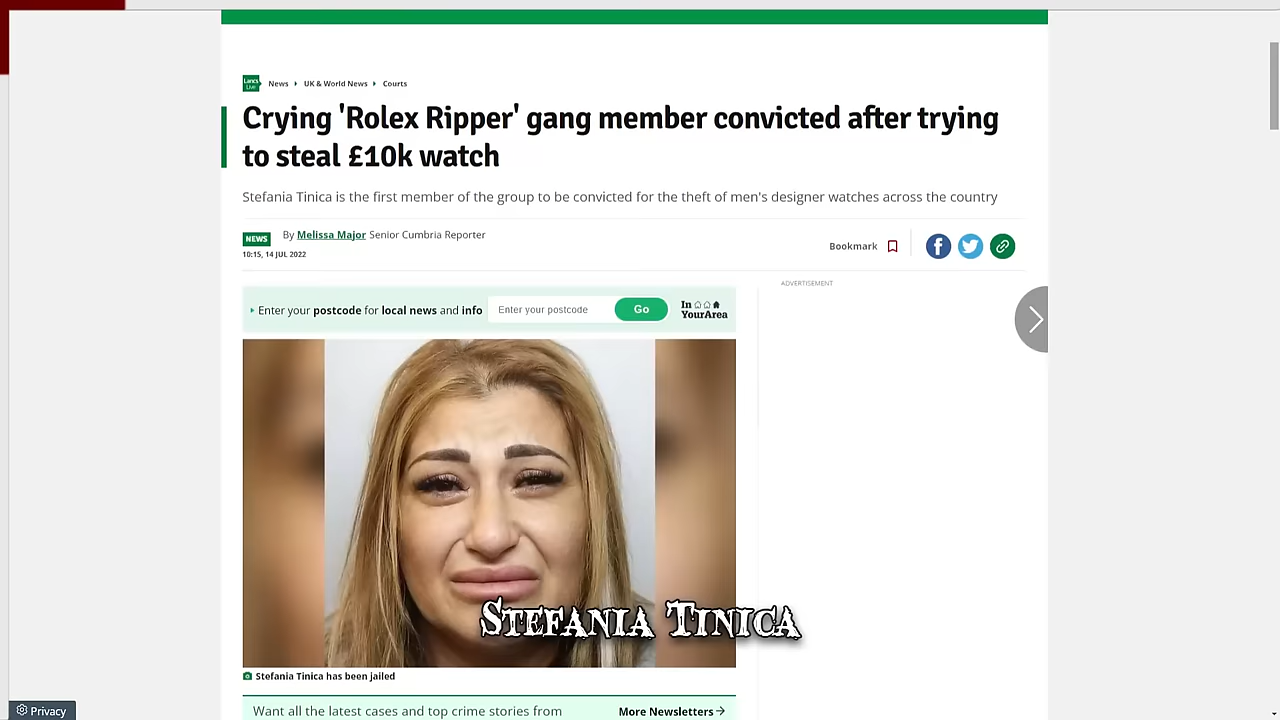 Lancs
Live
News UK & World News Courts
Crying 'Rolex Ripper' gang member convicted after trying
to steal £10k watch
Stefania Tinica is the first member of the group to be convicted for the theft of men's designer watches across the country
NEWS
By Melissa Major Senior Cumbria Reporter
10:15, 14 JUL 2022
Bookmark
ADVERTISEMENT
Enter your postcode for local news and info
Enter your postcode
Go
In
YourArea
STEFANIA TINICA
Stefania Tinica has been jailed
Want all the latest cases and top crime stories from
More Newsletters
Privacy